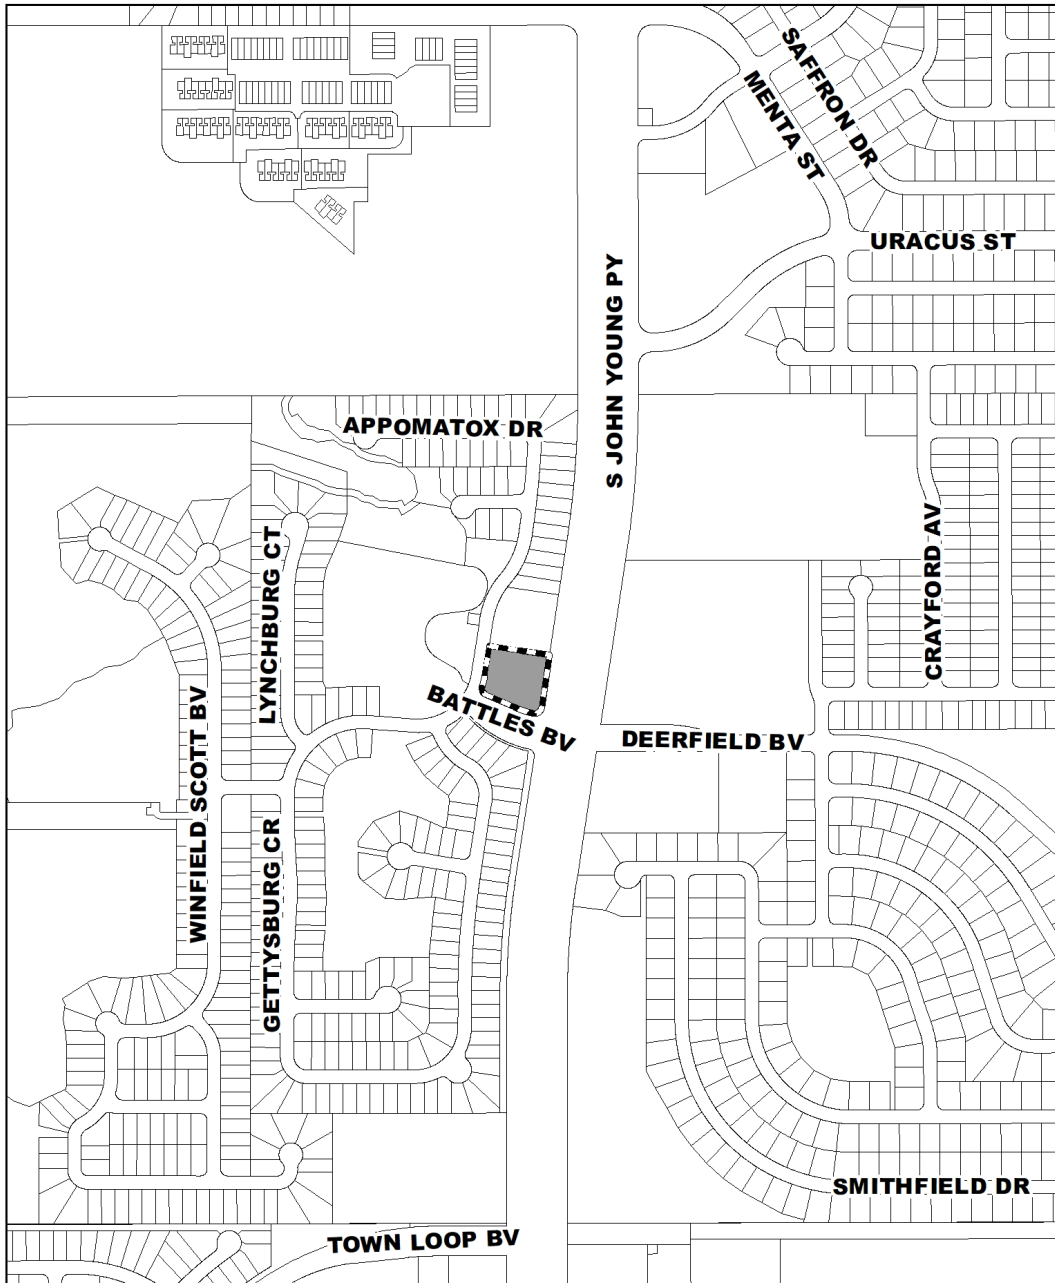 SAFFRON DR
MENTA ST
URACUS ST
S JOHN YOUNG PY
APPOMATOX DR
CRAYFORD AV
LYNCHBURG CT
WINFIELD SCOTT BV
BATTLES BV
DEERFIELD BV
GETTYSBURG CR
SMITHFIELD DR
TOWN LOOP BV